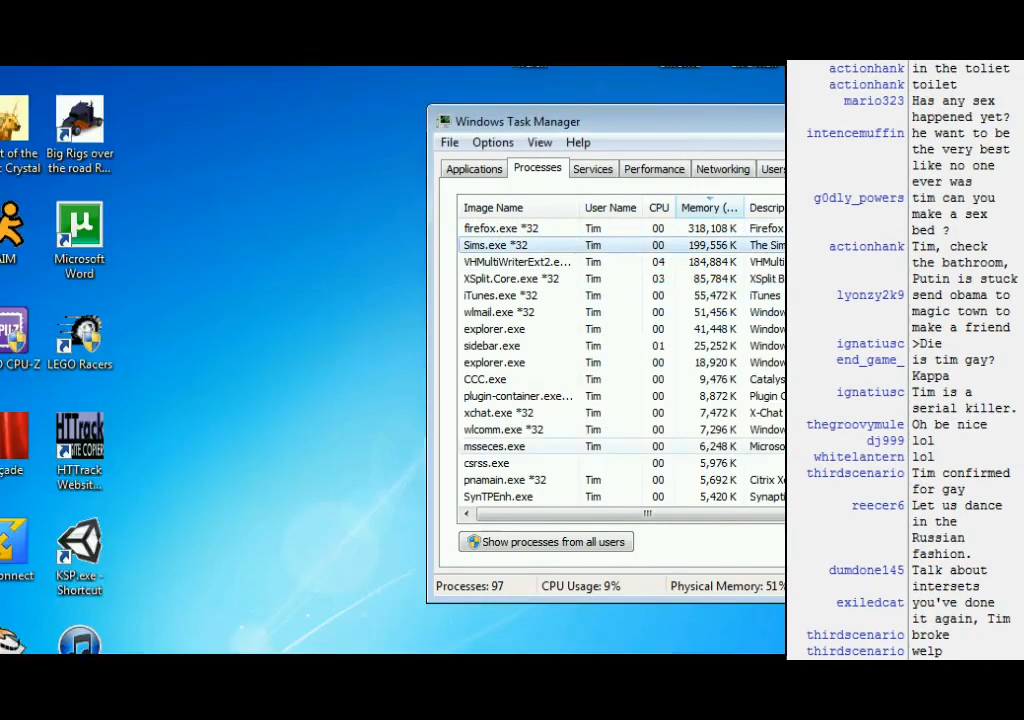 t of the
Crystal
Big Rigs over
the road R...
AIM
Microsoft
Word
CPU-Z
LEGO Racers
HTTrack
SITE COPIER
HTTrack
Websit...
KSP.exe -
Shortcut
Windows Task Manager
File Options View Help
Applications Processes Services Performance Networking Users
Image Name User Name CPU Memory (... Descrip
firefox.exe *32 Tim 00 318,108 K Firefox
Sims.exe *32 Tim 00 199,556 K The Sim
VHMultiWriterExt2.e... Tim 04 184,884 K VHMulti
XSplit.Core.exe *32 Tim 03 85,784 K XSplit B
iTunes.exe *32 Tim 00 55,472 K iTunes
wlmail.exe *32 Tim 00 51,456 K Window
explorer.exe Tim 00 41,448 K Window
sidebar.exe Tim 01 25,252 K Window
explorer.exe Tim 00 18,920 K Window
CCC.exe Tim 00 9,476 K Catalys
plugin-container.exe... Tim 00 8,872 K Plugin C
xchat.exe *32 Tim 00 7,472 K X-Chat
wlcomm.exe *32 Tim 00 7,296 K Window
msseces.exe Tim 00 6,248 K Microso
csrss.exe 00 5,976 K
pnamain.exe *32 Tim 00 5,692 K Citrix X
SynTPEnh.exe Tim 00 5,420 K Synapti
Show processes from all users
Processes: 97 CPU Usage: 9% Physical Memory: 51%
actionhank in the toliet
actionhank toilet
mario323 Has any sex
happened yet?
intencemuffin he want to be
the very best
like no one
ever was
g0dly_powers tim can you
make a sex
bed ?
actionhank Tim, check
the bathroom,
Putin is stuck
lyonzy2k9 send obama to
magic town to
make a friend
ignatiusc >Die
end_game_ is tim gay?
Kappa
ignatiusc Tim is a
serial killer.
thegroovymule Oh be nice
dj999 lol
whitelantern lol
thirdscenario Tim confirmed
for gay
reecer6 Let us dance
in the
Russian
fashion.
dumdone145 Talk about
intersets
exiledcat you've done
it again, Tim
thirdscenario broke
thirdscenario welp